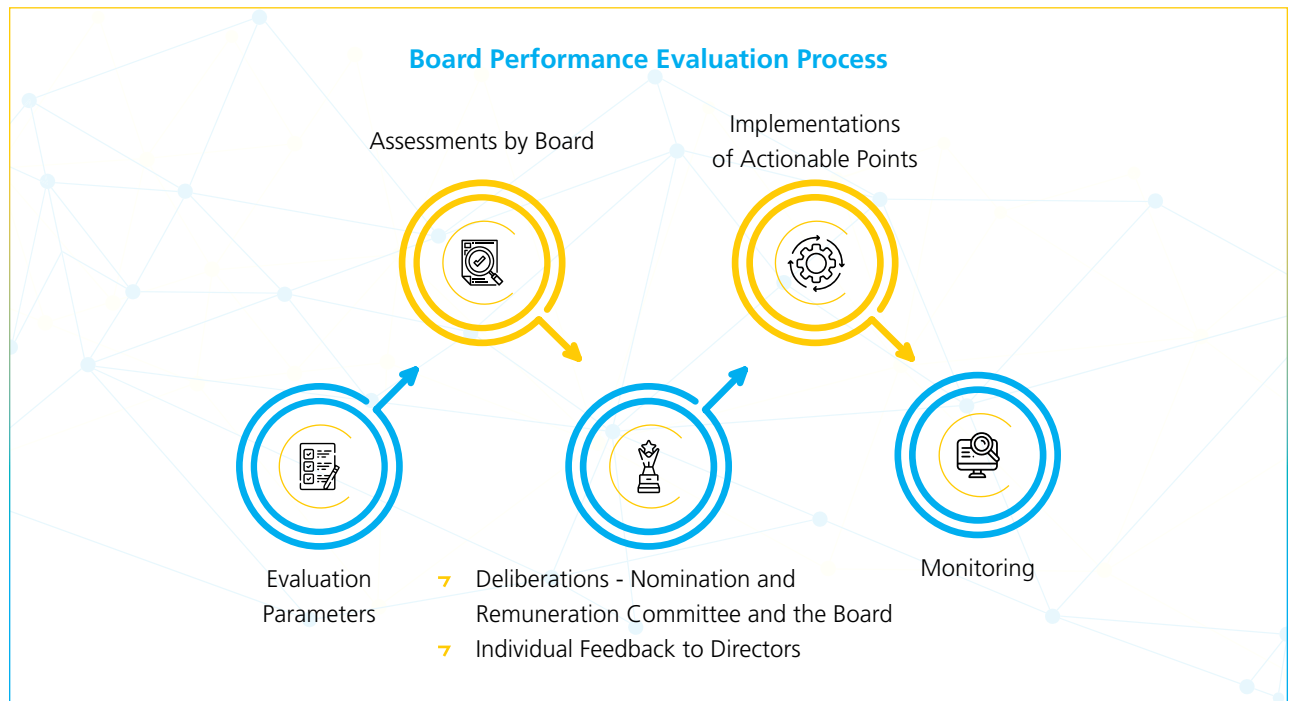 Board Performance Evaluation Process
Assessments by Board
Implementations
of Actionable Points
Evaluation
Parameters
Deliberations - Nomination and
Remuneration Committee and the Board
Individual Feedback to Directors
Monitoring